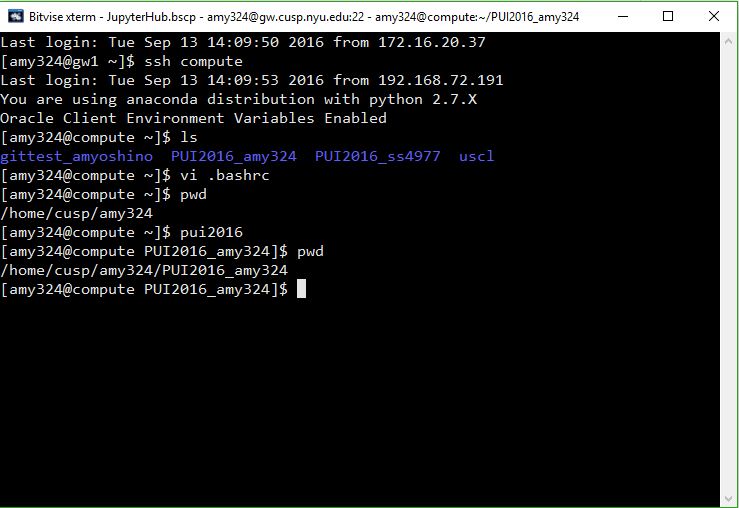 Bitvise xterm - JupyterHub.bscp - amy324@gw.cusp.nyu.edu:22 - amy324@compute:~/PUI2016_amy324
Last login: Tue Sep 13 14:09:50 2016 from 172.16.20.37
[amy324@gw1 ~]$ ssh compute
Last login: Tue Sep 13 14:09:53 2016 from 192.168.72.191
You are using anaconda distribution with python 2.7.X
Oracle Client Environment Variables Enabled
[amy324@compute ~]$ ls
gittest_amyoshino  PUI2016_amy324  PUI2016_ss4977  uscl
[amy324@compute ~]$ vi .bashrc
[amy324@compute ~]$ pwd
/home/cusp/amy324
[amy324@compute ~]$ pui2016
[amy324@compute PUI2016_amy324]$ pwd
/home/cusp/amy324/PUI2016_amy324
[amy324@compute PUI2016_amy324]$